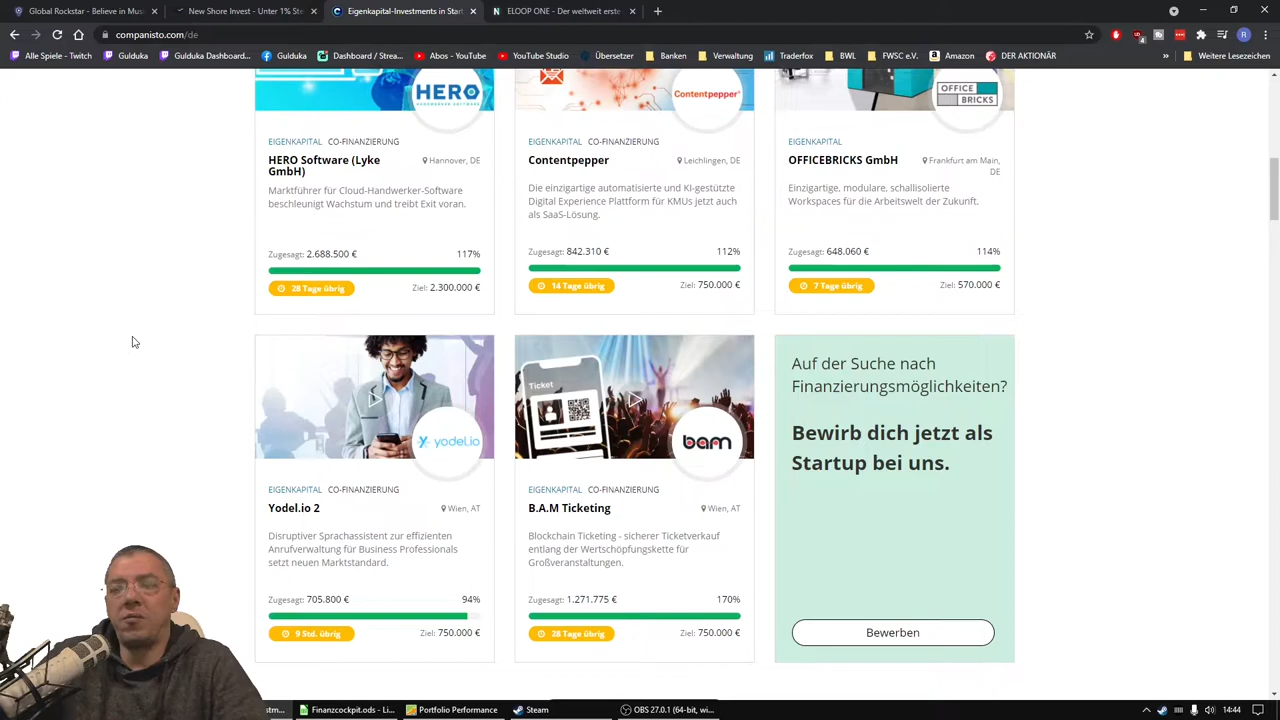 Global Rockstar - Believe in Mus
New Shore Invest - Unter 1% St
Eigenkapital-Investments in Star
ELOOP ONE - Der weltweit erste
companisto.com/de
Alle Spiele - Twitch
Gulduka
Gulduka Dashboard...
Gulduka
Dashboard / Strea...
Abos - YouTube
YouTube Studio
Übersetzer
Banken
Verwaltung
Traderfox
BWL
FWSC e.V.
Amazon
DER AKTIONÄR
»
Weitere Lesezeichen
HERO
HANDWERKER SOFTWARE
EIGENKAPITAL CO-FINANZIERUNG
HERO Software (Lyke
GmbH)
Hannover, DE
Marktführer für Cloud-Handwerker-Software
beschleunigt Wachstum und treibt Exit voran.
Zugesagt: 2.688.500 € 117%
28 Tage übrig Ziel: 2.300.000 €
Contentpepper
EIGENKAPITAL CO-FINANZIERUNG
Contentpepper Leichlingen, DE
Die einzigartige automatisierte und KI-gestützte
Digital Experience Plattform für KMUs jetzt auch
als SaaS-Lösung.
Zugesagt: 842.310 € 112%
14 Tage übrig Ziel: 750.000 €
OFFICE
BRICKS
EIGENKAPITAL
OFFICEBRICKS GmbH Frankfurt am Main,
DE
Einzigartige, modulare, schallisolierte
Workspaces für die Arbeitswelt der Zukunft.
Zugesagt: 648.060 € 114%
7 Tage übrig Ziel: 570.000 €
yodel.io
EIGENKAPITAL CO-FINANZIERUNG
Yodel.io 2 Wien, AT
Disruptiver Sprachassistent zur effizienten
Anrufverwaltung für Business Professionals
setzt neuen Marktstandard.
Zugesagt: 705.800 € 94%
9 Std. übrig Ziel: 750.000 €
Ticket
bam
EIGENKAPITAL CO-FINANZIERUNG
B.A.M Ticketing Wien, AT
Blockchain Ticketing - sicherer Ticketverkauf
entlang der Wertschöpfungskette für
Großveranstaltungen.
Zugesagt: 1.271.775 € 170%
28 Tage übrig Ziel: 750.000 €
Auf der Suche nach
Finanzierungsmöglichkeiten?
Bewirb dich jetzt als
Startup bei uns.
Bewerben
Finanzcockpit.ods - Li...
Portfolio Performance
Steam
OBS 27.0.1 (64-bit, wi...
14:44